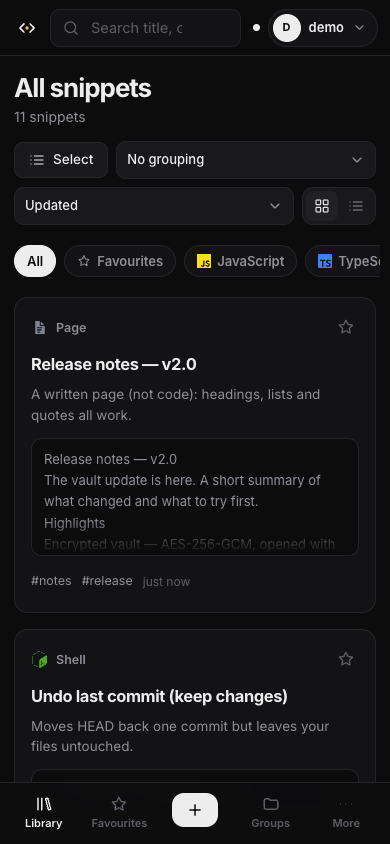 Search title, c
D demo
All snippets
11 snippets
Select
No grouping
Updated
All
Favourites
JS JavaScript
TS TypeSc
Page
Release notes — v2.0
A written page (not code): headings, lists and
quotes all work.
Release notes — v2.0
The vault update is here. A short summary of
what changed and what to try first.
Highlights
Encrypted vault — AES-256-GCM, opened with
#notes #release just now
Shell
Undo last commit (keep changes)
Moves HEAD back one commit but leaves your
files untouched.
Library
Favourites
Groups
More